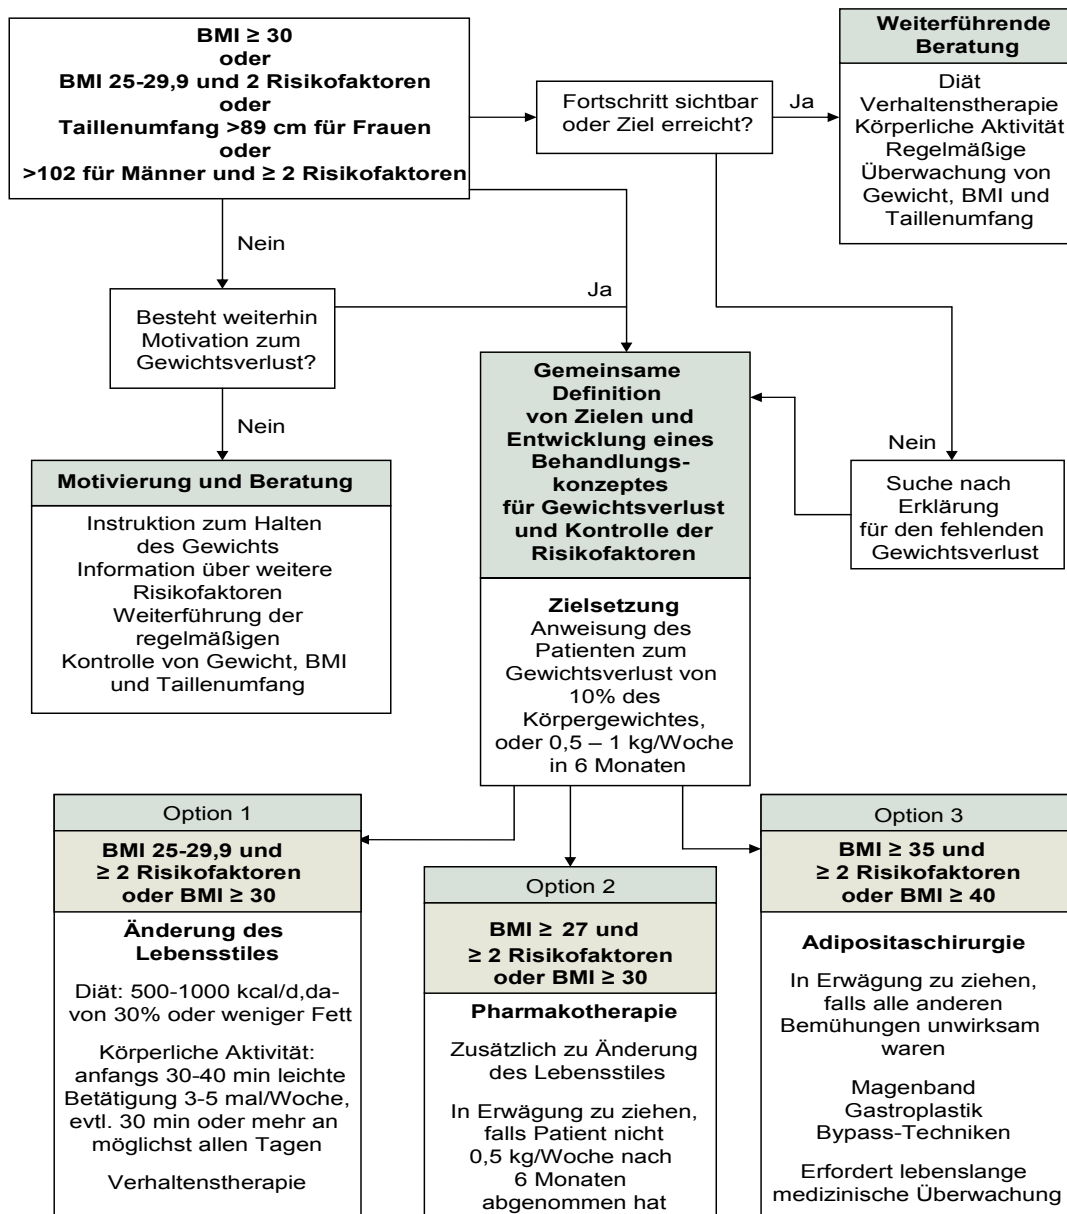 BMI ≥ 30
oder
BMI 25-29,9 und 2 Risikofaktoren
oder
Taillenumfang >89 cm für Frauen
oder
>102 für Männer und ≥ 2 Risikofaktoren
Fortschritt sichtbar
oder Ziel erreicht?
Ja
Weiterführende
Beratung
Diät
Verhaltenstherapie
Körperliche Aktivität
Regelmäßige
Überwachung von
Gewicht, BMI und
Taillenumfang
Nein
Ja
Besteht weiterhin
Motivation zum
Gewichtsverlust?
Nein
Motivierung und Beratung
Instruktion zum Halten
des Gewichts
Information über weitere
Risikofaktoren
Weiterführung der
regelmäßigen
Kontrolle von Gewicht, BMI
und Taillenumfang
Gemeinsame
Definition
von Zielen und
Entwicklung eines
Behandlungs-
konzeptes
für Gewichtsverlust
und Kontrolle der
Risikofaktoren
Zielsetzung
Anweisung des
Patienten zum
Gewichtsverlust von
10% des
Körpergewichtes,
oder 0,5 – 1 kg/Woche
in 6 Monaten
Nein
Suche nach
Erklärung
für den fehlenden
Gewichtsverlust
Option 1
BMI 25-29,9 und
≥ 2 Risikofaktoren
oder BMI ≥ 30
Änderung des
Lebensstiles
Diät: 500-1000 kcal/d,da-
von 30% oder weniger Fett
Körperliche Aktivität:
anfangs 30-40 min leichte
Betätigung 3-5 mal/Woche,
evtl. 30 min oder mehr an
möglichst allen Tagen
Verhaltenstherapie
Option 2
BMI ≥ 27 und
≥ 2 Risikofaktoren
oder BMI ≥ 30
Pharmakotherapie
Zusätzlich zu Änderung
des Lebensstiles
In Erwägung zu ziehen,
falls Patient nicht
0,5 kg/Woche nach
6 Monaten
abgenommen hat
Option 3
BMI ≥ 35 und
≥ 2 Risikofaktoren
oder BMI ≥ 40
Adipositaschirurgie
In Erwägung zu ziehen,
falls alle anderen
Bemühungen unwirksam
waren
Magenband
Gastroplastik
Bypass-Techniken
Erfordert lebenslange
medizinische Überwachung